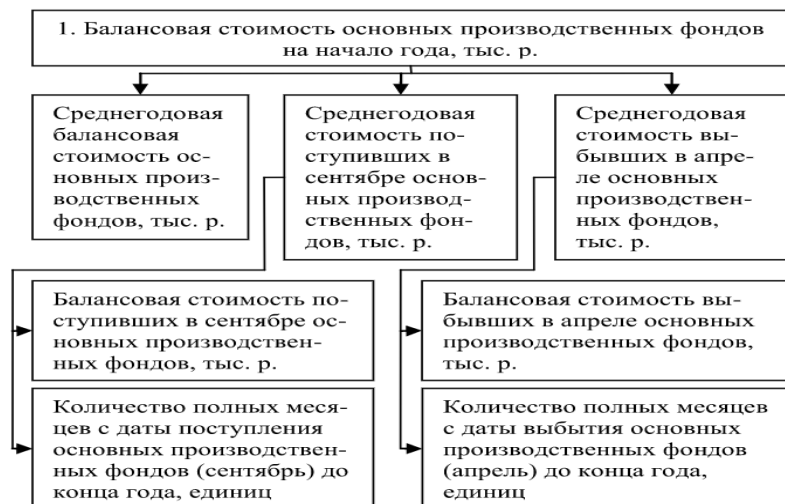 1. Балансовая стоимость основных производственных фондов
на начало года, тыс. р.
Среднегодовая
балансовая
стоимость ос-
новных произ-
водственных
фондов, тыс. р.
Среднегодовая
стоимость по-
ступивших в
сентябре основ-
ных производ-
ственных фон-
дов, тыс. р.
Среднегодовая
стоимость вы-
бывших в апре-
ле основных
производствен-
ных фондов,
тыс. р.
Балансовая стоимость по-
ступивших в сентябре ос-
новных производствен-
ных фондов, тыс. р.
Балансовая стоимость вы-
бывших в апреле основных
производственных фондов,
тыс. р.
Количество полных меся-
цев с даты поступления
основных производствен-
ных фондов (сентябрь) до
конца года, единиц
Количество полных месяцев
с даты выбытия основных
производственных фондов
(апрель) до конца года,
единиц